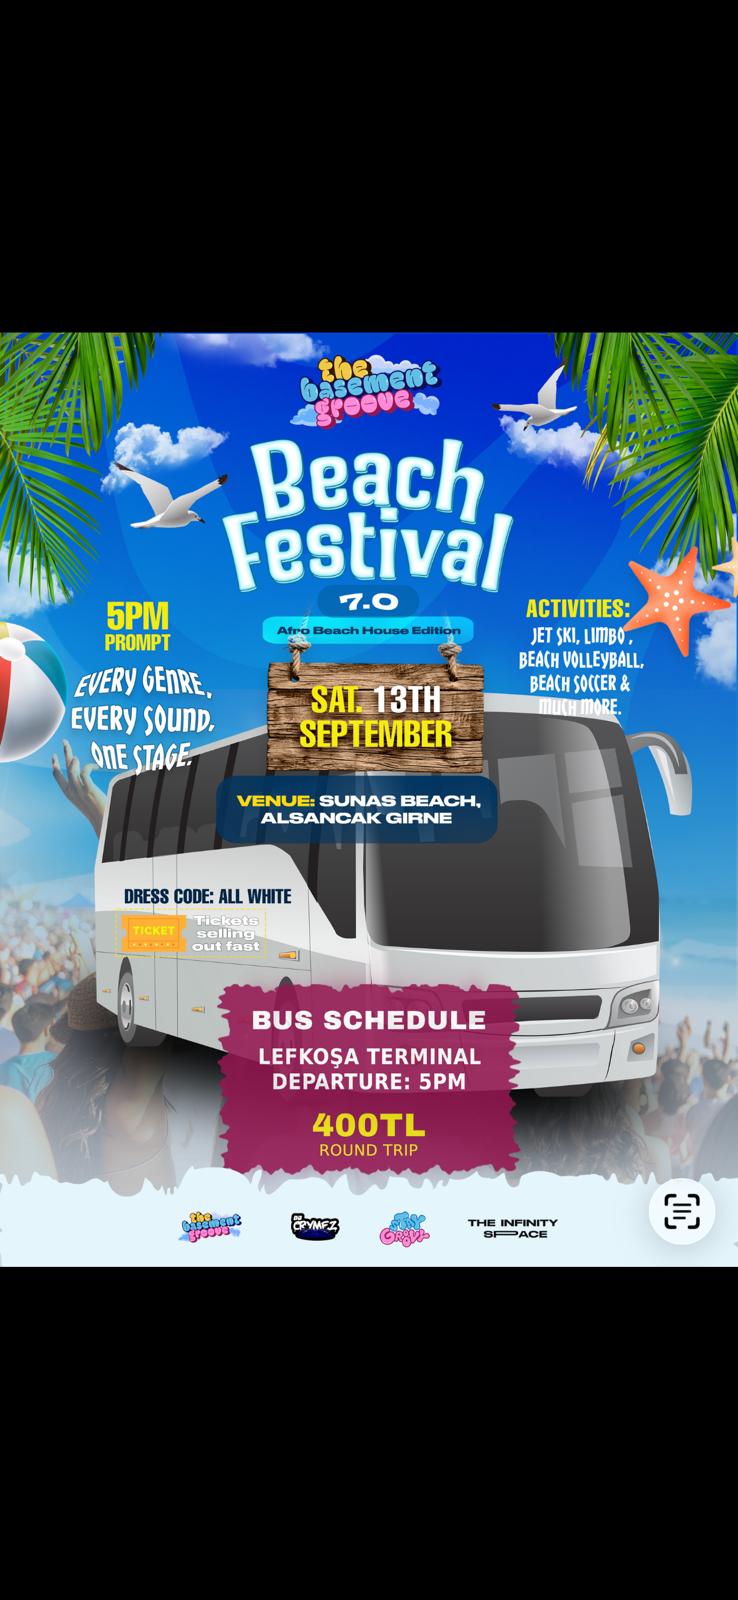 the
basement
groove
Beach
Festival
7.0
Afro Beach House Edition
5PM
PROMPT
EVERY GENRE,
EVERY SOUND,
ONE STAGE.
ACTIVITIES:
JET SKI, LIMBO,
BEACH VOLLEYBALL,
BEACH SOCCER &
MUCH MORE.
SAT. 13TH
SEPTEMBER
VENUE: SUNAS BEACH,
ALSANCAK GIRNE
DRESS CODE: ALL WHITE
TICKET
Tickets
selling
out fast
BUS SCHEDULE
LEFKOŞA TERMINAL
DEPARTURE: 5PM
400TL
ROUND TRIP
the
basement
groove
DJ
CRYMEZ
THE INFINITY
SPACE